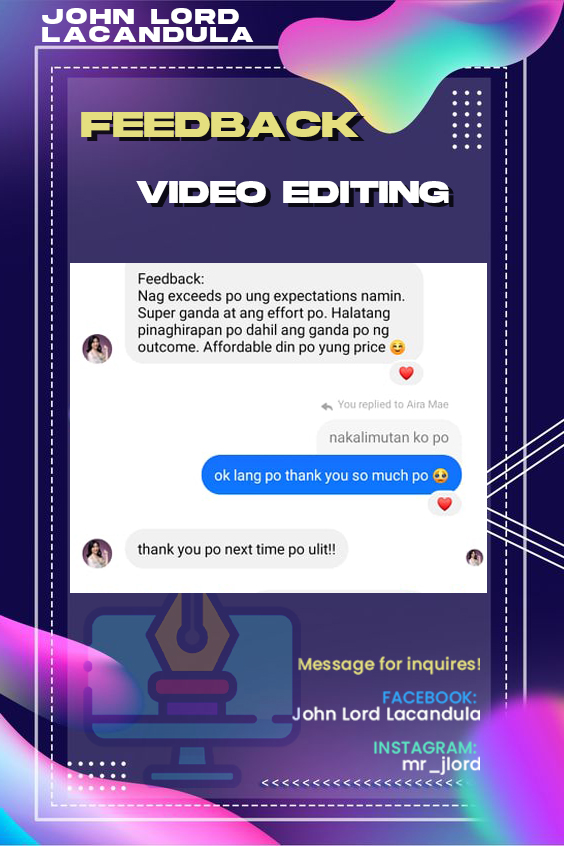 JOHN LORD
LACANDULA
FEEDBACK
VIDEO EDITING
Feedback:
Nag exceeds po ung expectations namin.
Super ganda at ang effort po. Halatang
pinaghirapan po dahil ang ganda po ng
outcome. Affordable din po yung price 😊
❤️
You replied to Aira Mae
nakalimutan ko po
ok lang po thank you so much po 🥹
❤️
thank you po next time po ulit!!
Message for inquires!
FACEBOOK:
John Lord Lacandula
INSTAGRAM:
mr_jlord
<<<<<<<<<<<<<<<<<<<<<<